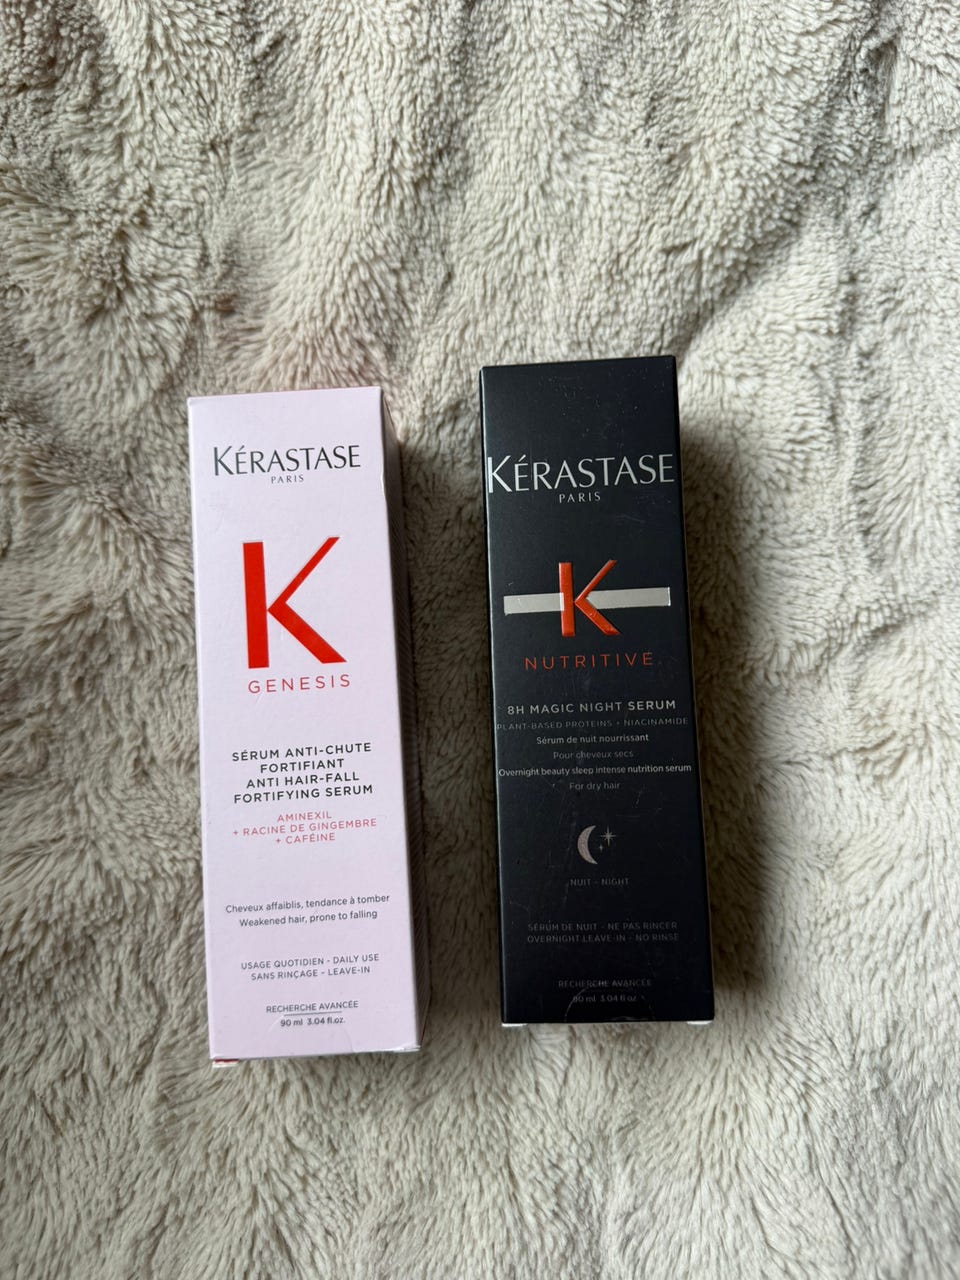 KÉRASTASE
PARIS
K
GENESIS
SÉRUM ANTI-CHUTE
FORTIFIANT
ANTI HAIR-FALL
FORTIFYING SERUM
AMINEXIL
+ RACINE DE GINGEMBRE
+ CAFÉINE
Cheveux affaiblis, tendance à tomber
Weakened hair, prone to falling
USAGE QUOTIDIEN - DAILY USE
SANS RINÇAGE - LEAVE-IN
RECHERCHE AVANCÉE
90 ml 3.04 fl.oz.
KÉRASTASE
PARIS
K
NUTRITIVE
8H MAGIC NIGHT SERUM
PLANT-BASED PROTEINS + NIACINAMIDE
Sérum de nuit nourrissant
Pour cheveux secs
Overnight beauty sleep intense nutrition serum
For dry hair
NUIT - NIGHT
SÉRUM DE NUIT - NE PAS RINCER
OVERNIGHT LEAVE-IN - NO RINSE
RECHERCHE AVANCÉE
90 ml 3.04 fl.oz.